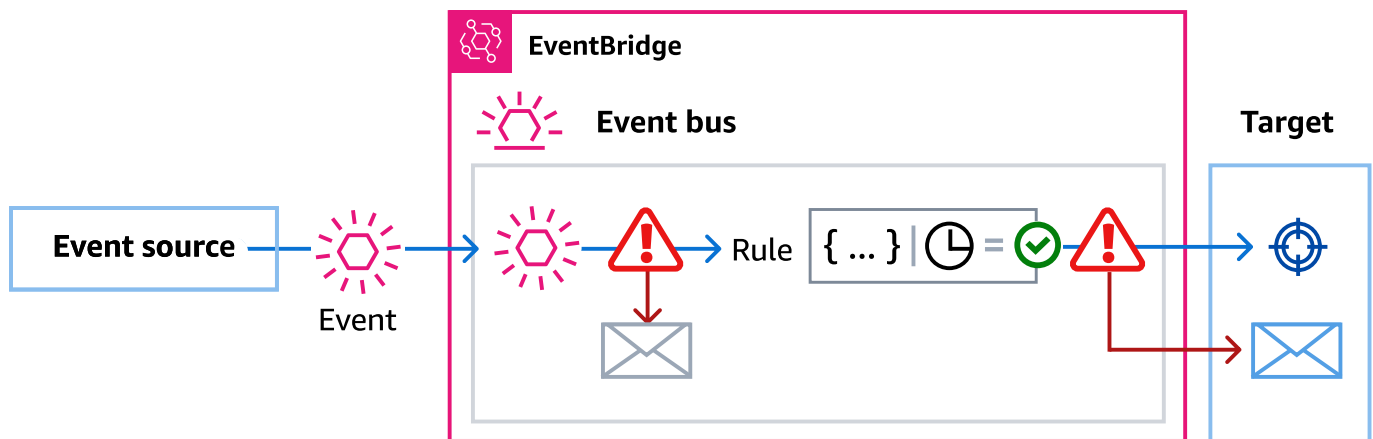 EventBridge
Event bus
Target
Event source
Rule
{ ... }
Event